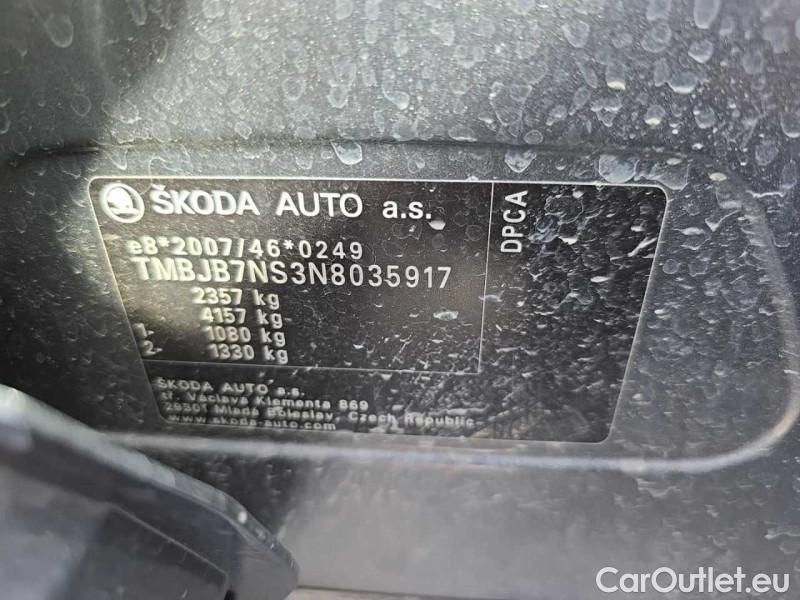 ŠKODA AUTO a.s.
DPCA
e8*2007/46*0249
TMBJB7NS3N8035917
2357 kg
4157 kg
1. 1080 kg
2. 1330 kg
ŠKODA AUTO a.s.
tř. Václava Klementa 869
29301 Mladá Boleslav, Czech Republic
www.skoda-auto.com
CarOutlet.eu